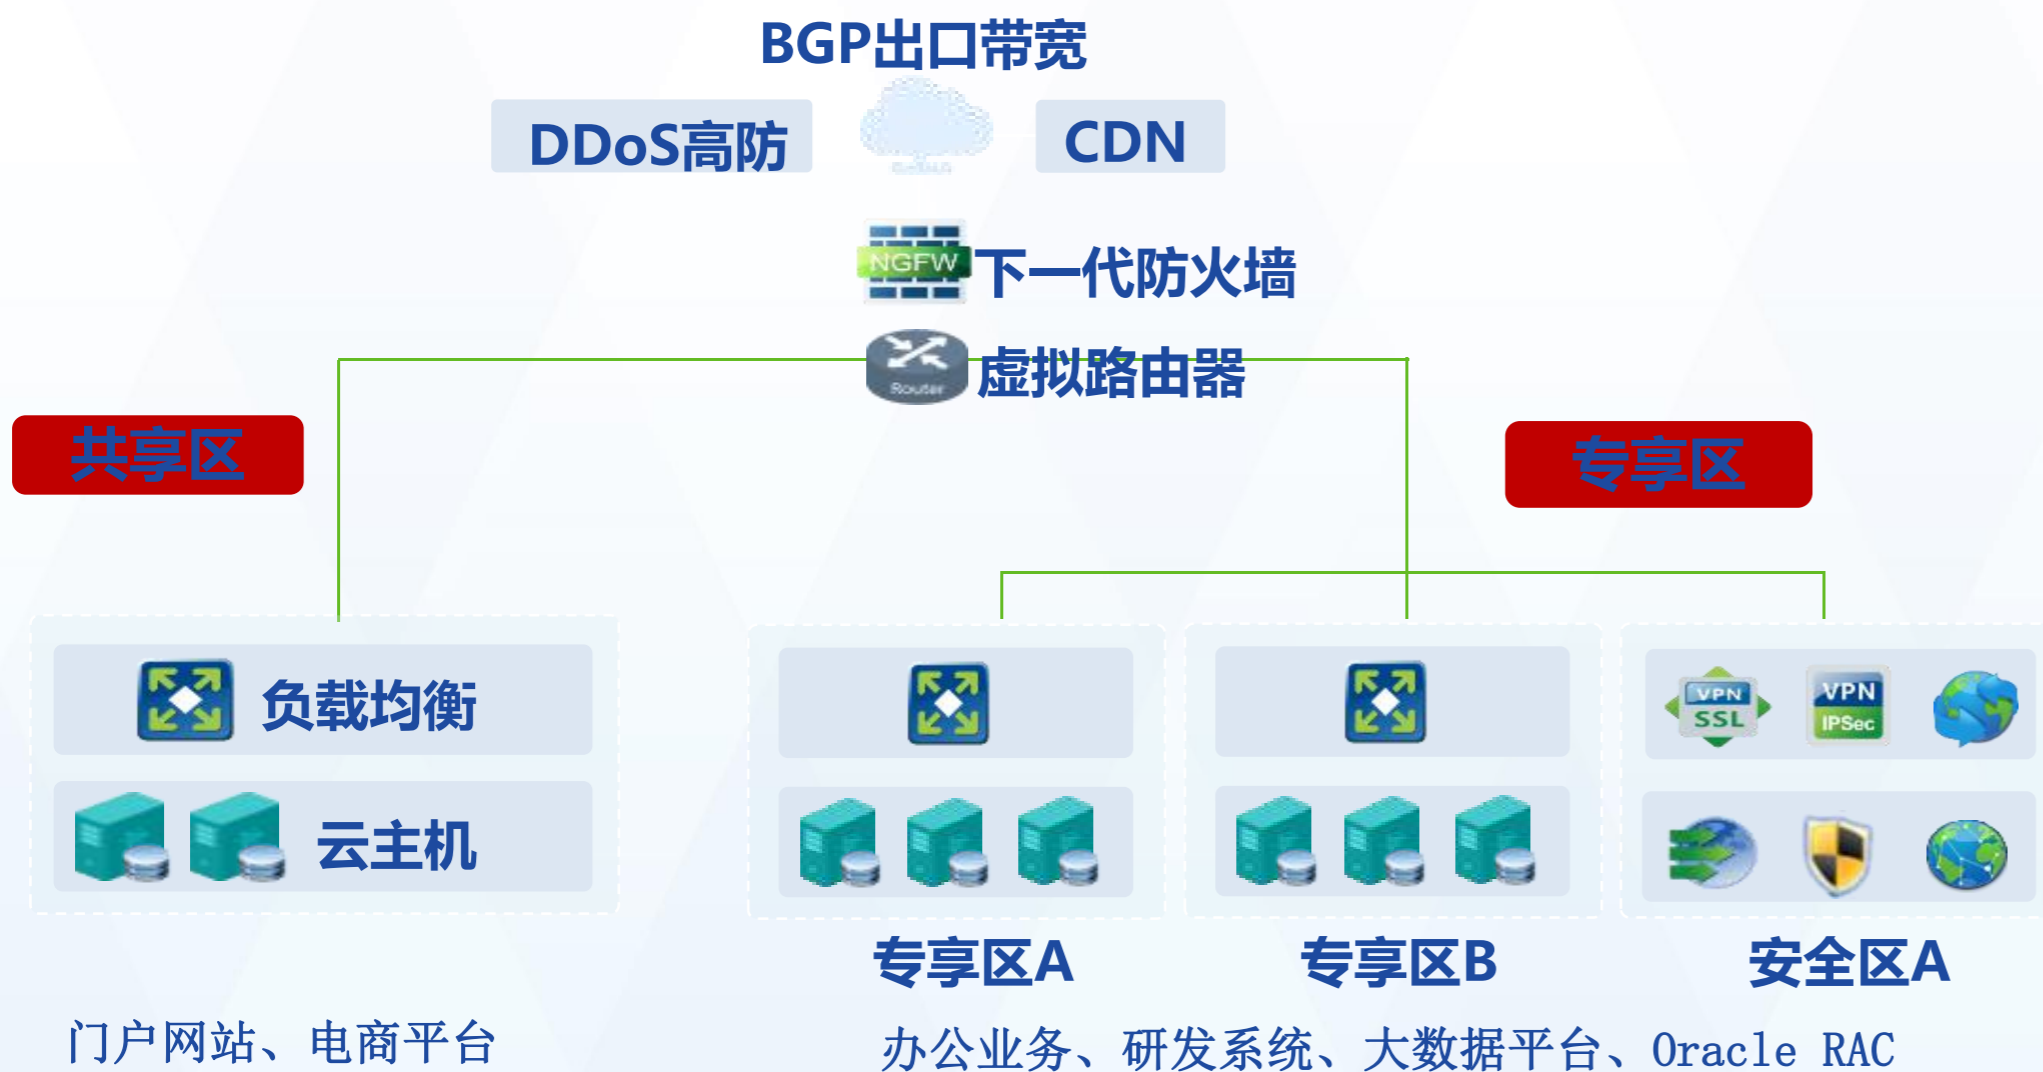 BGP出口带宽
DDoS高防
CDN
NGFW
下一代防火墙
Router
虚拟路由器
共享区
专享区
负载均衡
VPN
SSL
VPN
IPSec
云主机
专享区A
专享区B
安全区A
门户网站、电商平台
办公业务、研发系统、大数据平台、Oracle RAC